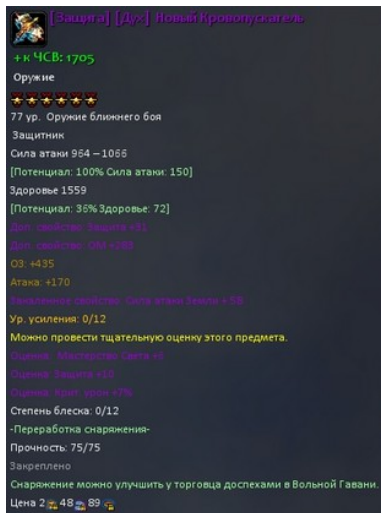 [Защита] [Дух] Новый Кровопускатель
+ к ЧСВ: 1705
Оружие
77 ур. Оружие ближнего боя
Защитник
Сила атаки 964 – 1066
[Потенциал: 100% Сила атаки: 150]
Здоровье 1559
[Потенциал: 36% Здоровье: 72]
Доп. свойство: Защита +31
Доп. свойство: ОМ +283
ОЗ: +435
Атака: +170
Закаленное свойство: Сила атаки Земли + 58
Ур. усиления: 0/12
Можно провести тщательную оценку этого предмета.
Оценка: Мастерство Света +6
Оценка: Защита +10
Оценка: Крит. урон +7%
Степень блеска: 0/12
-Переработка снаряжения-
Прочность: 75/75
Закреплено
Снаряжение можно улучшить у торговца доспехами в Вольной Гавани.
Цена 2 48 89